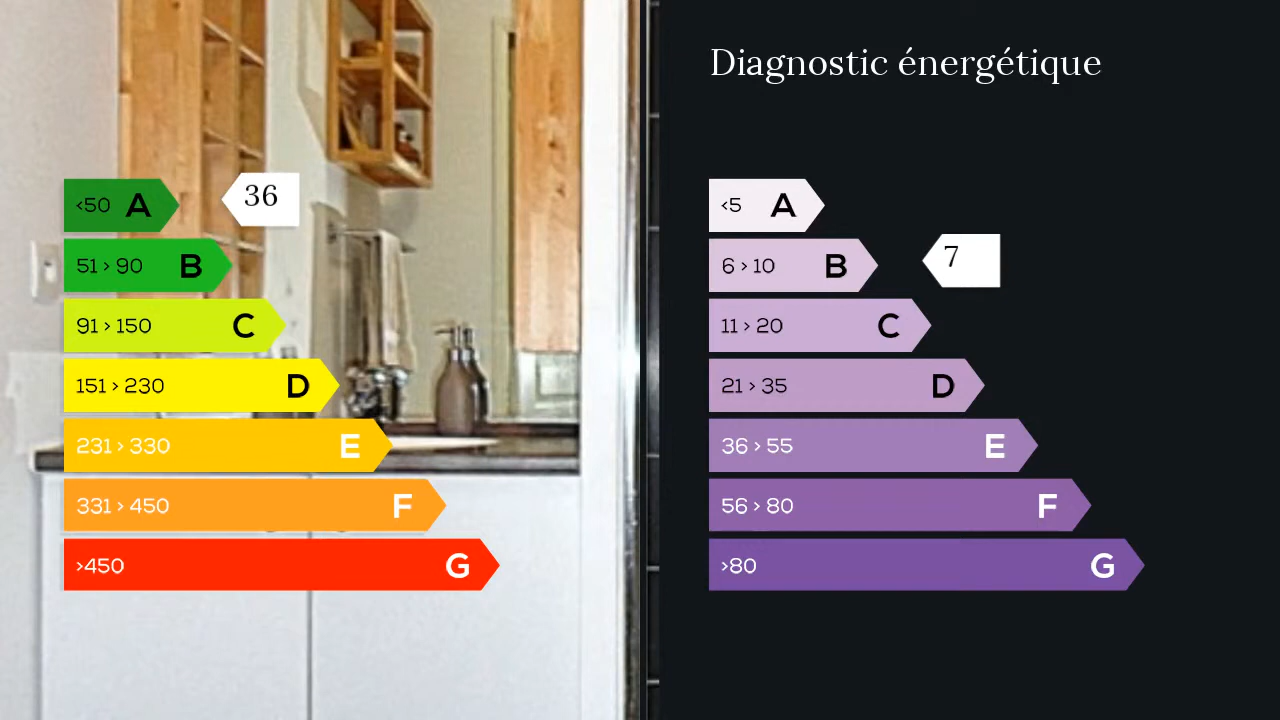 Diagnostic énergétique
<50 A
36
51 > 90 B
91 > 150 C
151 > 230 D
231 > 330 E
331 > 450 F
>450 G
<5 A
6 > 10 B
7
11 > 20 C
21 > 35 D
36 > 55 E
56 > 80 F
>80 G